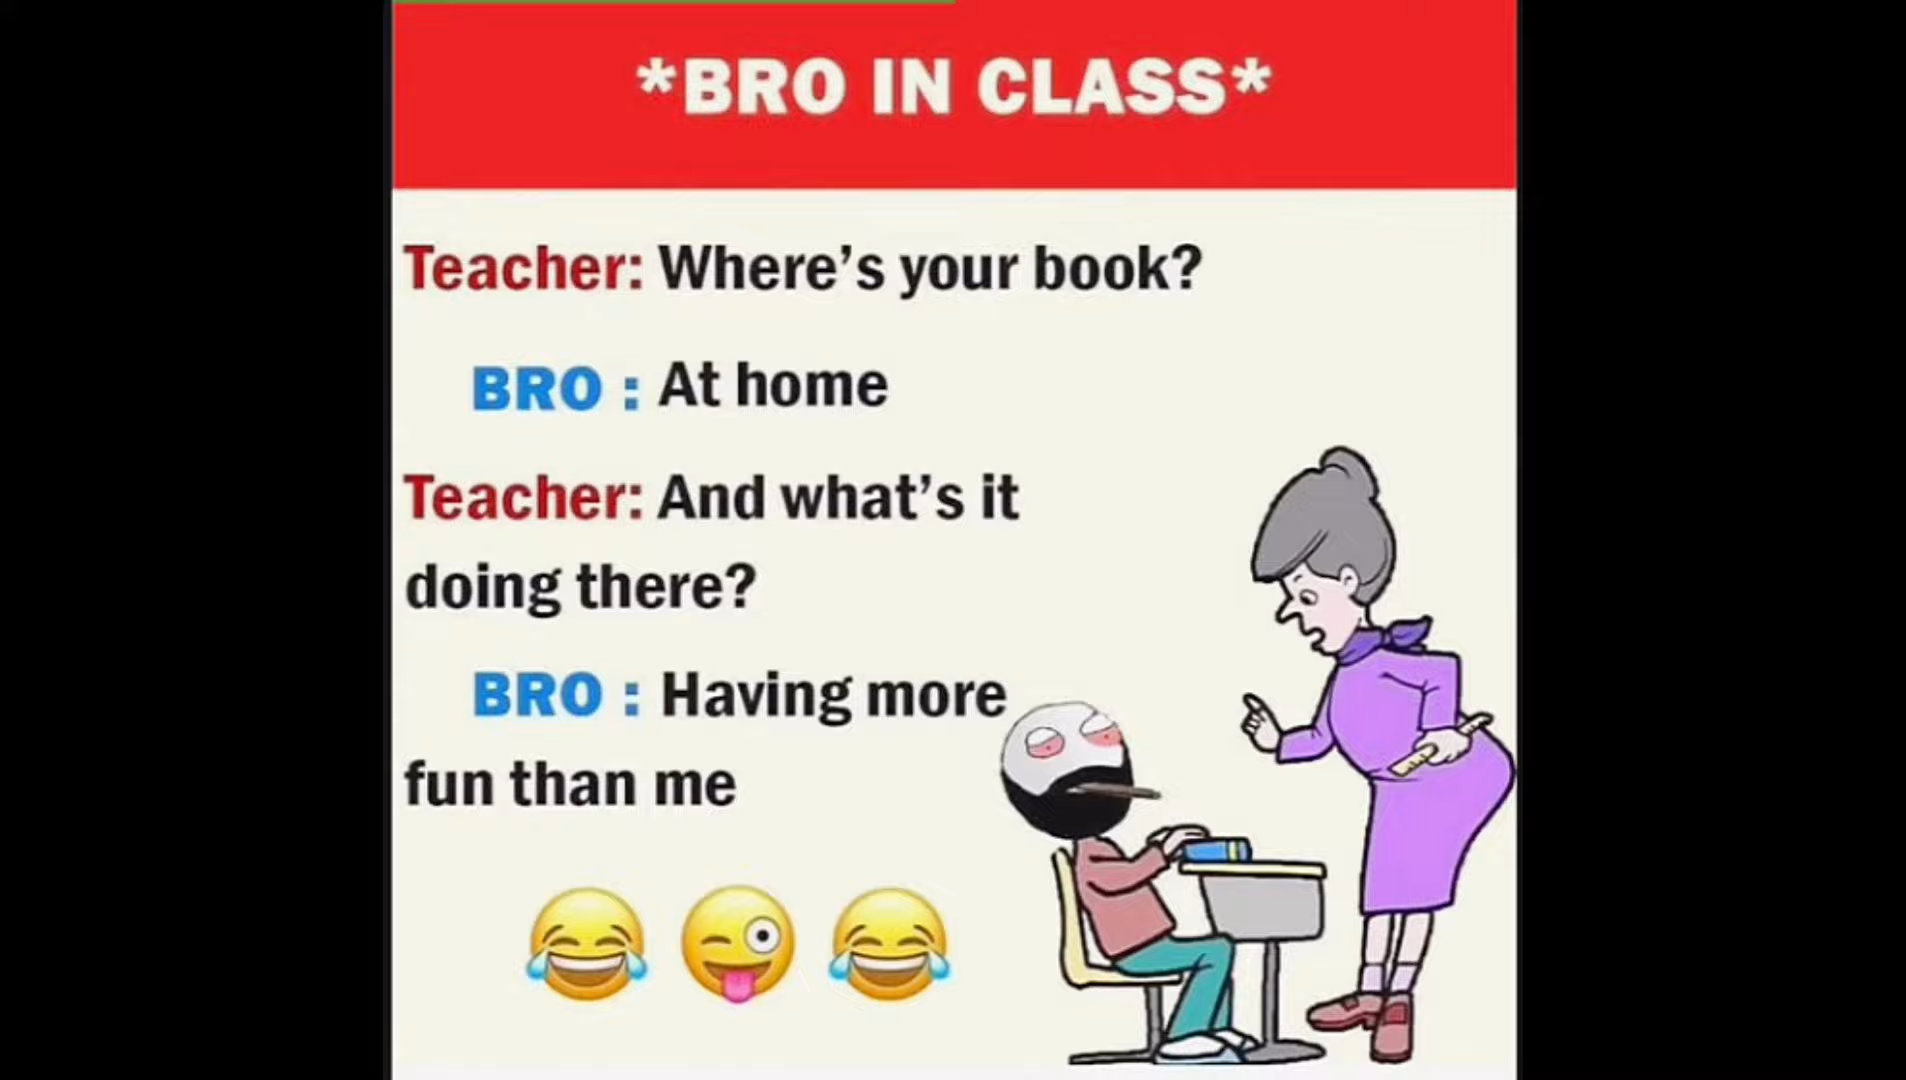 *BRO IN CLASS*
Teacher: Where’s your book?
BRO : At home
Teacher: And what’s it
doing there?
BRO : Having more
fun than me